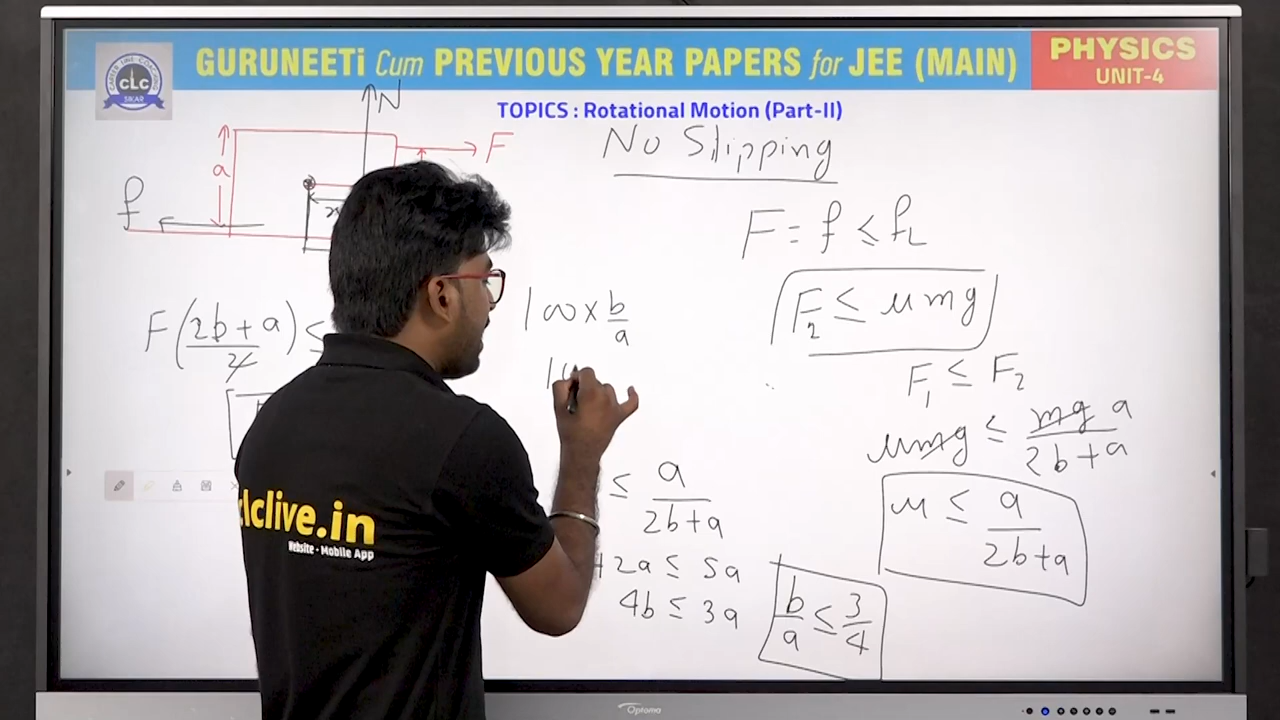 GURUNEETi Cum PREVIOUS YEAR PAPERS for JEE (MAIN)
PHYSICS
UNIT-4
CLC
SIKAR
TOPICS : Rotational Motion (Part-II)
N
No Slipping
F
a
f
F = f ≤ fL
F(2b+a)/2 ≤
100 × b/a
F2 ≤ μmg
F1 ≤ F2
μmg ≤ mg a/2b+a
≤ a/2b+a
μ ≤ a/2b+a
2a ≤ 5a
4b ≤ 3a
b/a ≤ 3/4
clclive.in
Website - Mobile App
Optoma